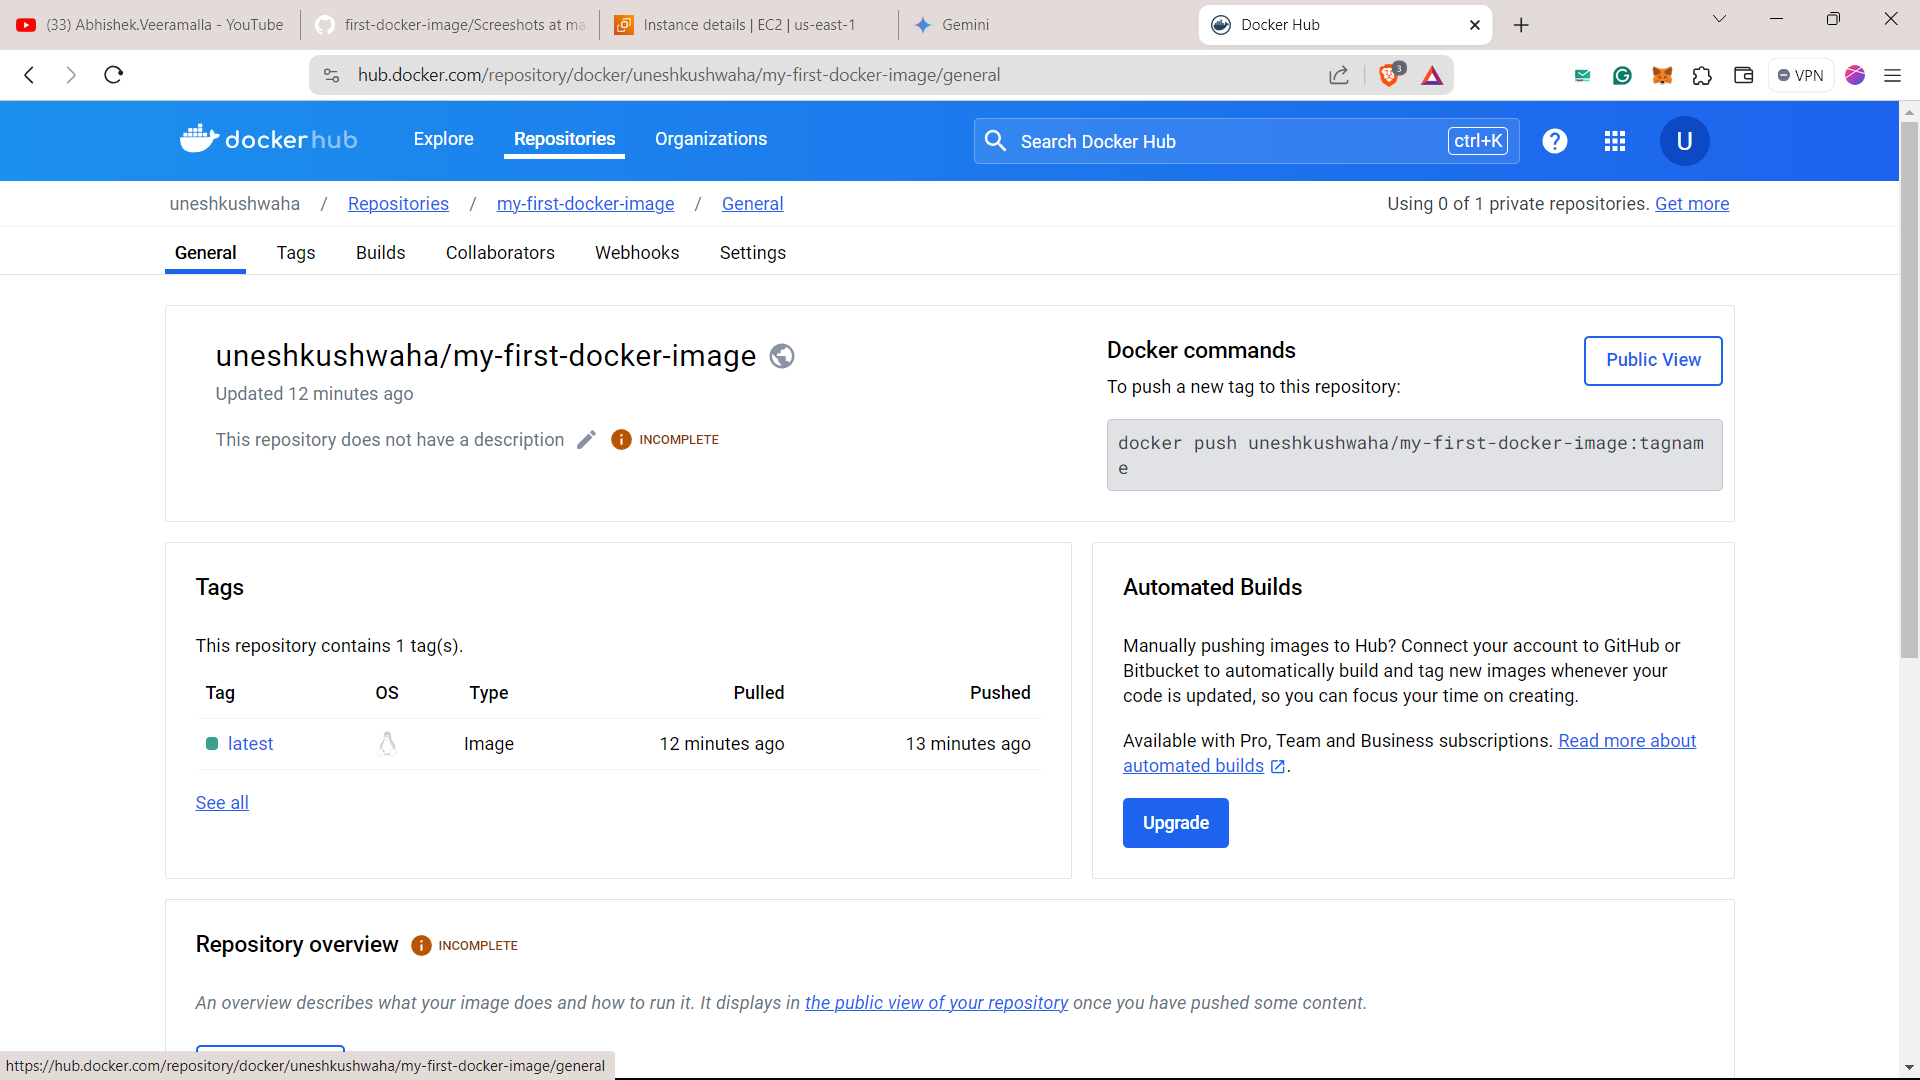 (33) Abhishek.Veeramalla - YouTube
first-docker-image/Screeshots at ma
Instance details | EC2 | us-east-1
Gemini
Docker Hub
hub.docker.com/repository/docker/uneshkushwaha/my-first-docker-image/general
3
VPN
dockerhub
Explore
Repositories
Organizations
Search Docker Hub
ctrl+K
?
U
uneshkushwaha / Repositories / my-first-docker-image / General
Using 0 of 1 private repositories. Get more
General
Tags
Builds
Collaborators
Webhooks
Settings
uneshkushwaha/my-first-docker-image
Updated 12 minutes ago
This repository does not have a description
INCOMPLETE
Docker commands
Public View
To push a new tag to this repository:
docker push uneshkushwaha/my-first-docker-image:tagnam
e
Tags
This repository contains 1 tag(s).
Tag OS Type Pulled Pushed
latest Image 12 minutes ago 13 minutes ago
See all
Automated Builds
Manually pushing images to Hub? Connect your account to GitHub or
Bitbucket to automatically build and tag new images whenever your
code is updated, so you can focus your time on creating.
Available with Pro, Team and Business subscriptions. Read more about
automated builds .
Upgrade
Repository overview
INCOMPLETE
An overview describes what your image does and how to run it. It displays in the public view of your repository once you have pushed some content.
https://hub.docker.com/repository/docker/uneshkushwaha/my-first-docker-image/general